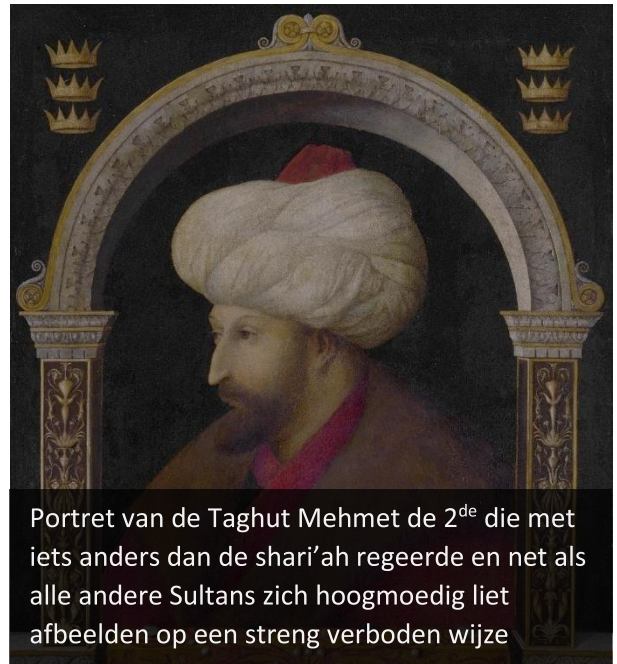 Portret van de Taghut Mehmet de 2de die met
iets anders dan de shari’ah regeerde en net als
alle andere Sultans zich hoogmoedig liet
afbeelden op een streng verboden wijze